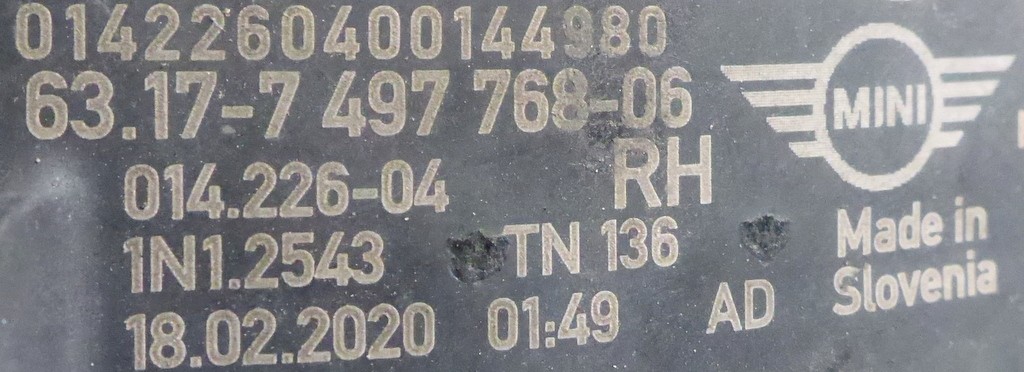 0142260400144980
63.17-7 497 768-06
014.226-04 RH
1N1.2543 TN 136
18.02.2020 01:49 AD
MINI
Made in
Slovenia